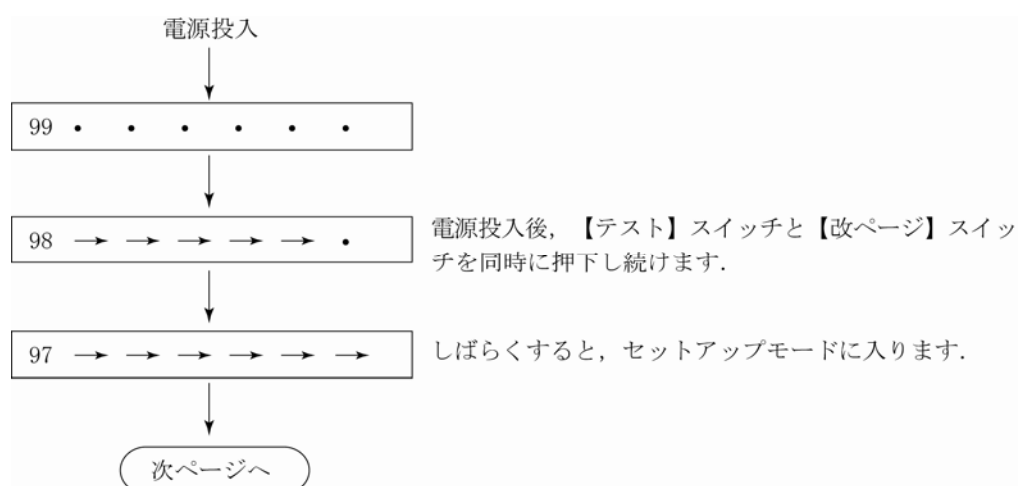 電源投入
99 ・ ・ ・ ・ ・ ・
98 → → → → → ・
電源投入後，【テスト】スイッチと【改ページ】スイッ
チを同時に押下し続けます．
97 → → → → → →
しばらくすると，セットアップモードに入ります．
次ページへ